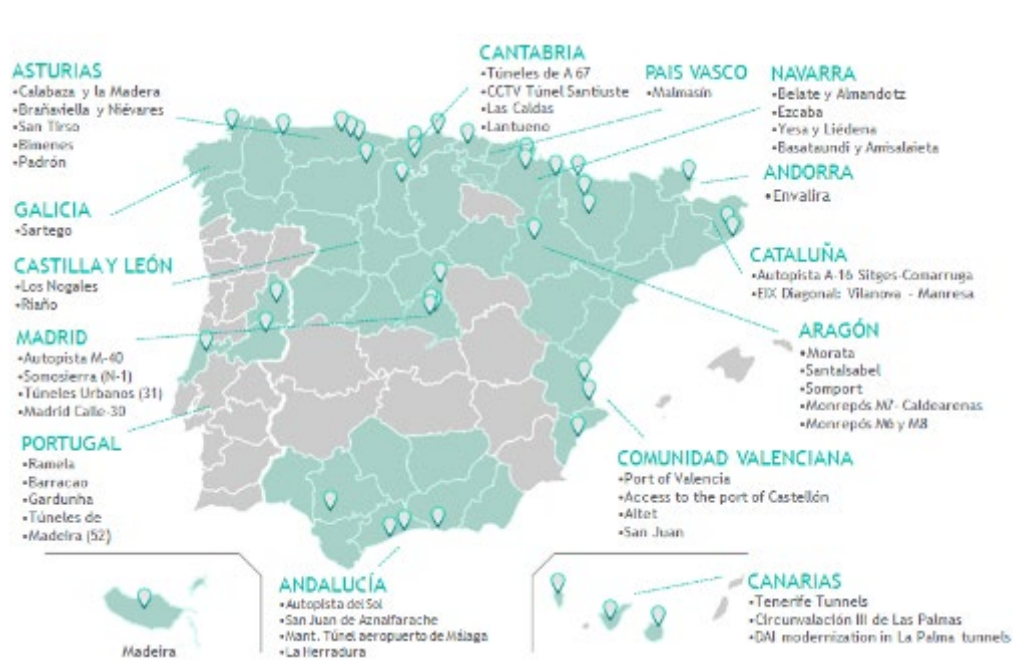 ASTURIAS
•Calabaza y la Madera
•Brañaviella y Niévares
•San Tirso
•Bimenes
•Padrón
GALICIA
•Sartego
CASTILLA Y LEÓN
•Los Nogales
•Riaño
MADRID
•Autopista M-40
•Somosierra (N-1)
•Túneles Urbanos (31)
•Madrid Calle-30
PORTUGAL
•Ramela
•Barracao
•Gardunha
•Túneles de
•Madeira (52)
Madeira
CANTABRIA
•Túneles de A 67
•CCTV Túnel Santiuste
•Las Caldas
•Lantueno
PAIS VASCO
•Malmasín
NAVARRA
•Belate y Almandotz
•Ezcaba
•Yesa y Liédena
•Basataundi y Amisalaieta
ANDORRA
•Envalira
CATALUÑA
•Autopista A-16 Sitges-Comarruga
•EIX Diagonal: Vilanova - Manresa
ARAGÓN
•Morata
•Santalsabel
•Somport
•Monrepós M7- Caldearenas
•Monrepós M6 y M8
COMUNIDAD VALENCIANA
•Port of Valencia
•Access to the port of Castellón
•Altet
•San Juan
ANDALUCÍA
•Autopista del Sol
•San Juan de Aznalfarache
•Mant. Túnel aeropuerto de Málaga
•La Herradura
CANARIAS
•Tenerife Tunnels
•Circunvalación III de Las Palmas
•DAI modernization in La Palma tunnels